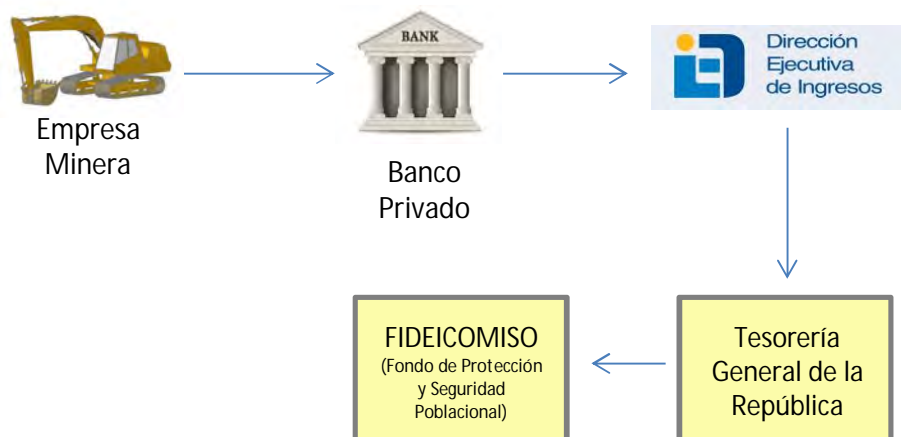 BANK
Empresa
Minera
Banco
Privado
Dirección
Ejecutiva
de Ingresos
Tesorería
General de la
República
FIDEICOMISO
(Fondo de Protección
y Seguridad
Poblacional)